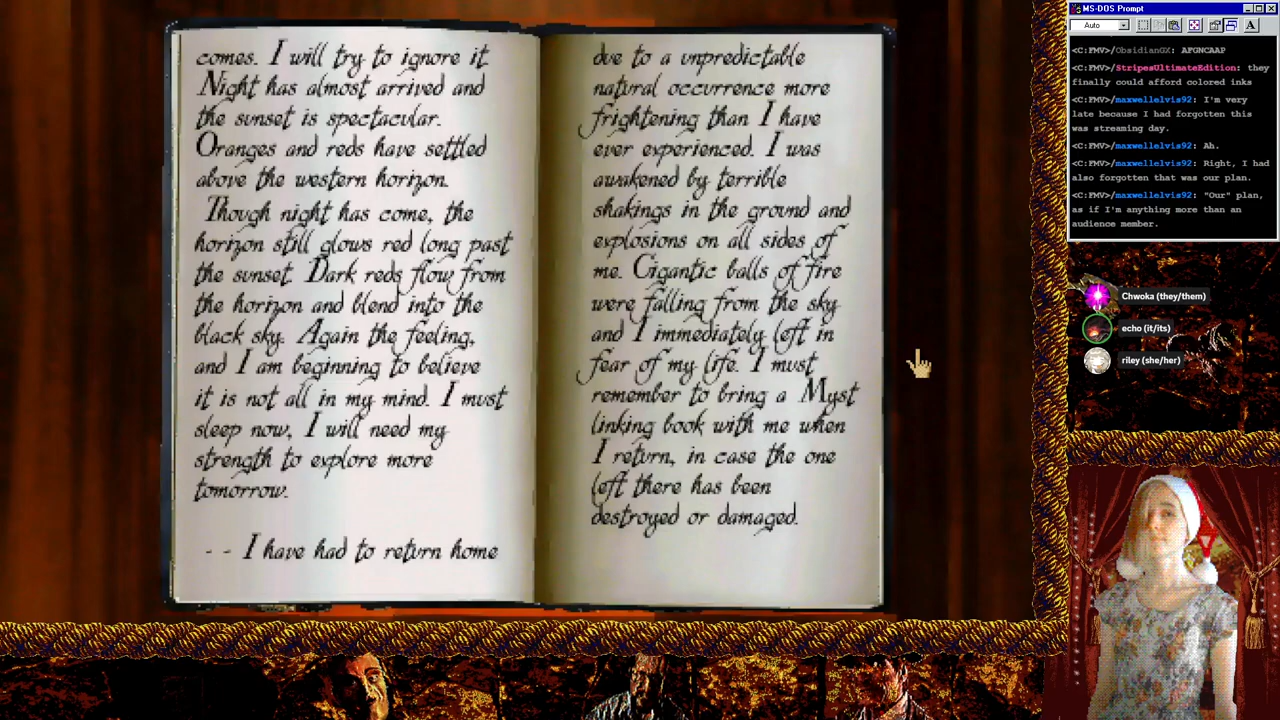 comes. I will try to ignore it.
Night has almost arrived and
the sunset is spectacular.
Oranges and reds have settled
above the western horizon.
Though night has come, the
horizon still glows red long past
the sunset. Dark reds flow from
the horizon and blend into the
black sky. Again the feeling,
and I am beginning to believe
it is not all in my mind. I must
sleep now, I will need my
strength to explore more
tomorrow.
-- I have had to return home
due to a unpredictable
natural occurrence more
frightening than I have
ever experienced. I was
awakened by terrible
shakings in the ground and
explosions on all sides of
me. Gigantic balls of fire
were falling from the sky
and I immediately left in
fear of my life. I must
remember to bring a Myst
linking book with me when
I return, in case the one
left there has been
destroyed or damaged.
MS-DOS Prompt
Auto
A
<C:FMV>/ObsidianGX: AFGNCAAP
<C:FMV>/StripesUltimateEdition: they
finally could afford colored inks
<C:FMV>/maxwellelvis92: I'm very
late because I had forgotten this
was streaming day.
<C:FMV>/maxwellelvis92: Ah.
<C:FMV>/maxwellelvis92: Right, I had
also forgotten that was our plan.
<C:FMV>/maxwellelvis92: "Our" plan,
as if I'm anything more than an
audience member.
Chwoka (they/them)
echo (it/its)
riley (she/her)